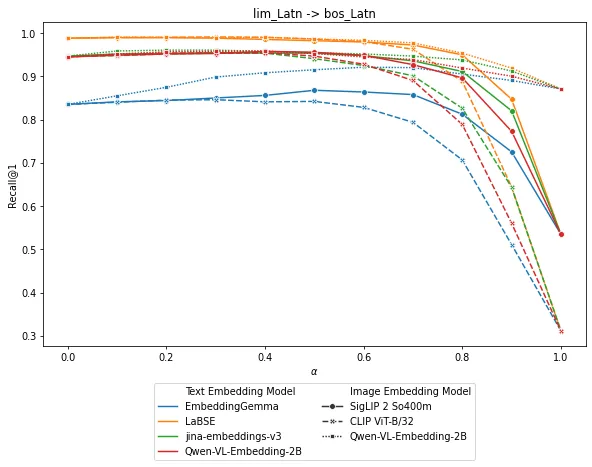 lim_Latn -> bos_Latn
Recall@1
1.0
0.9
0.8
0.7
0.6
0.5
0.4
0.3
0.0 0.2 0.4 0.6 0.8 1.0
α
Text Embedding Model
EmbeddingGemma
LaBSE
jina-embeddings-v3
Qwen-VL-Embedding-2B
Image Embedding Model
SigLIP 2 So400m
CLIP ViT-B/32
Qwen-VL-Embedding-2B